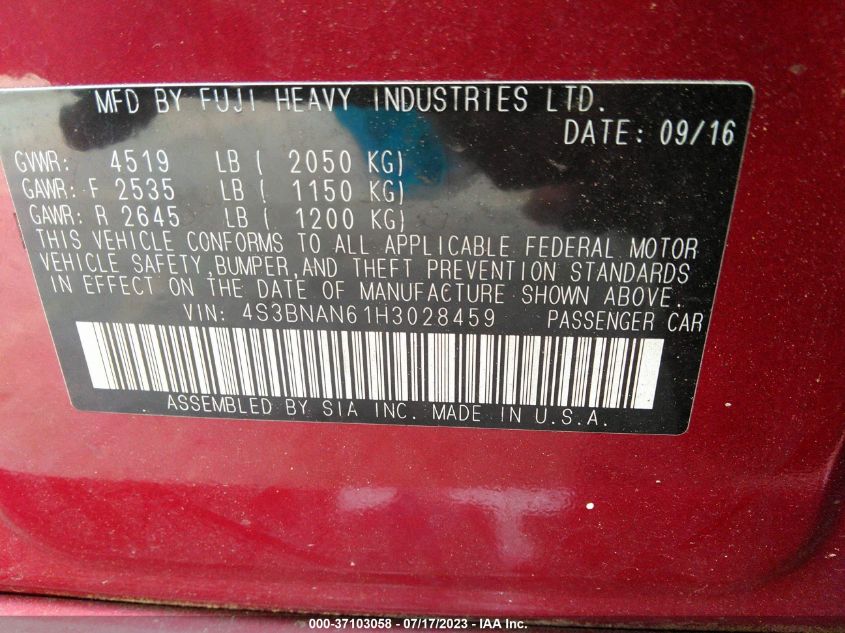 MFD BY FUJI HEAVY INDUSTRIES LTD.
DATE: 09/16
GVWR: 4519 LB ( 2050 KG)
GAWR: F 2535 LB ( 1150 KG)
GAWR: R 2645 LB ( 1200 KG)
THIS VEHICLE CONFORMS TO ALL APPLICABLE FEDERAL MOTOR
VEHICLE SAFETY,BUMPER,AND THEFT PREVENTION STANDARDS
IN EFFECT ON THE DATE OF MANUFACTURE SHOWN ABOVE.
VIN: 4S3BNAN61H3028459 PASSENGER CAR
ASSEMBLED BY SIA INC. MADE IN U.S.A.
000-37103058 - 07/17/2023 - IAA Inc.